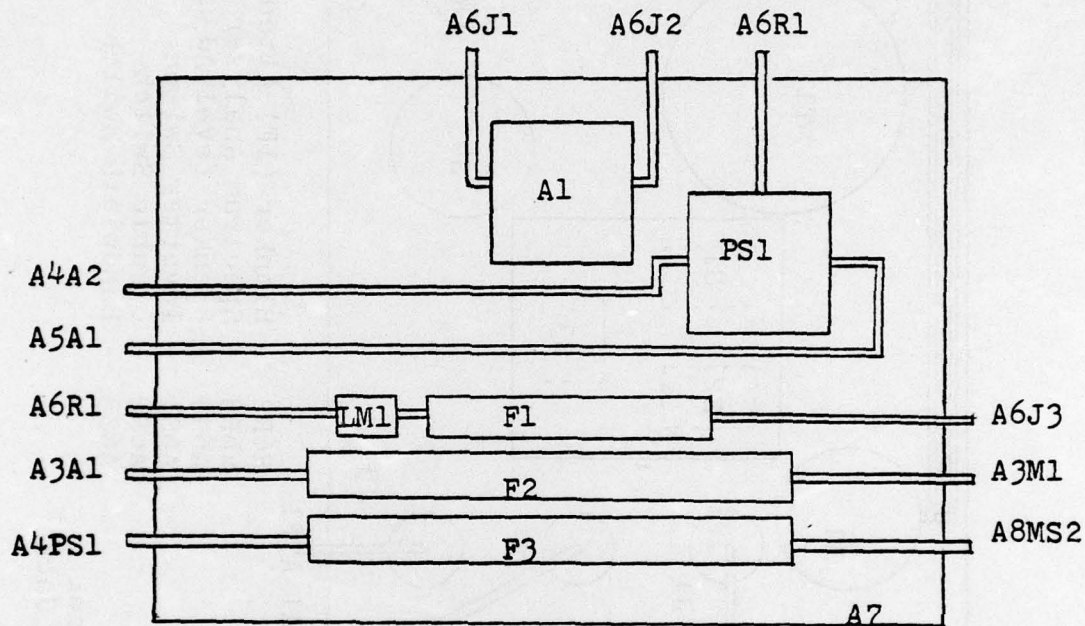 A6J1 A6J2 A6R1
A1
PS1
A4A2
A5A1
A6R1 LM1 F1 A6J3
A3A1 F2 A3M1
A4PS1 F3 A8MS2
A7